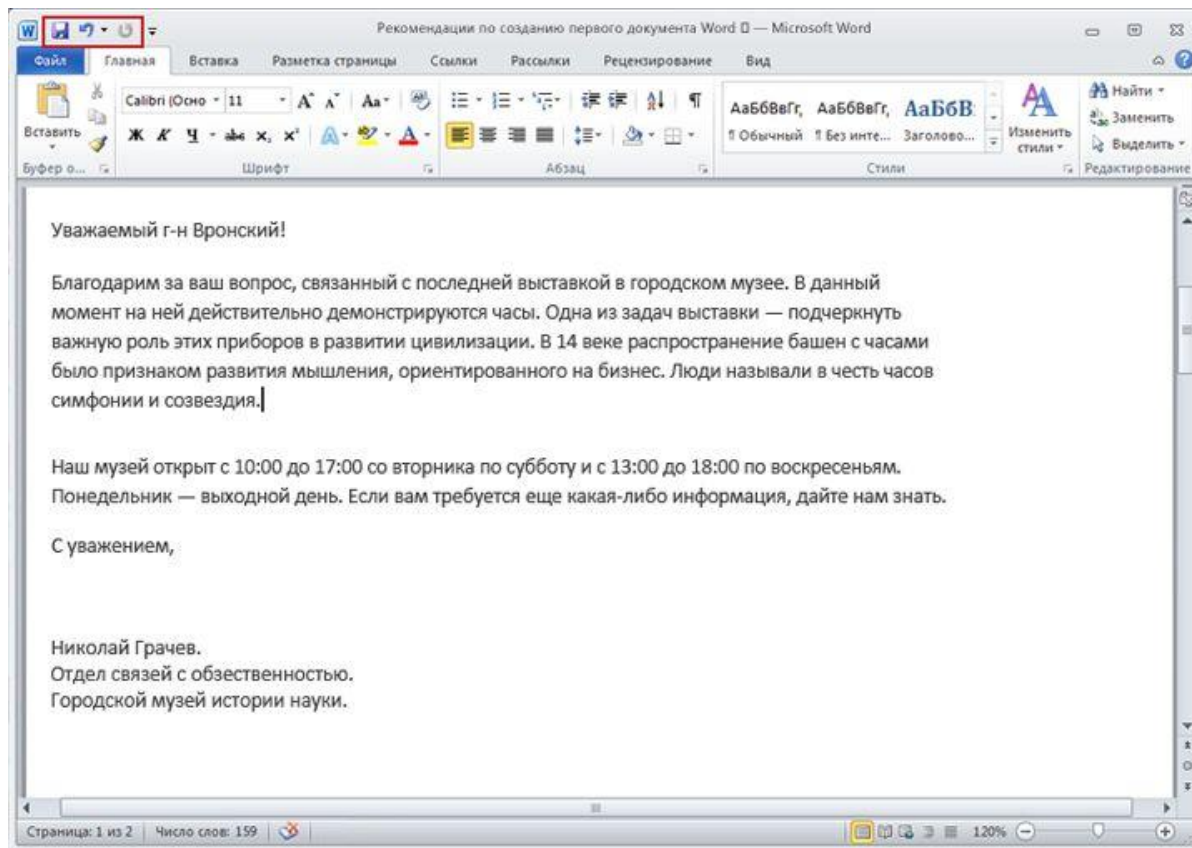 Рекомендации по созданию первого документа Word — Microsoft Word
Файл Главная Вставка Разметка страницы Ссылки Рассылки Рецензирование Вид
Calibri (Осно 11 Aa АаБбВвГг, АаБбВвГг, АаБбВ Найти
Заменить
Вставить Ж К Ч abc x, x² A ¶ Обычный ¶ Без инте... Заголово... Изменить стили Выделить
Буфер о... Шрифт Абзац Стили Редактирование
Уважаемый г-н Вронский!
Благодарим за ваш вопрос, связанный с последней выставкой в городском музее. В данный
момент на ней действительно демонстрируются часы. Одна из задач выставки — подчеркнуть
важную роль этих приборов в развитии цивилизации. В 14 веке распространение башен с часами
было признаком развития мышления, ориентированного на бизнес. Люди называли в честь часов
симфонии и созвездия.
Наш музей открыт с 10:00 до 17:00 со вторника по субботу и с 13:00 до 18:00 по воскресеньям.
Понедельник — выходной день. Если вам требуется еще какая-либо информация, дайте нам знать.
С уважением,
Николай Грачев.
Отдел связей с обзественностью.
Городской музей истории науки.
Страница: 1 из 2 Число слов: 159 120%